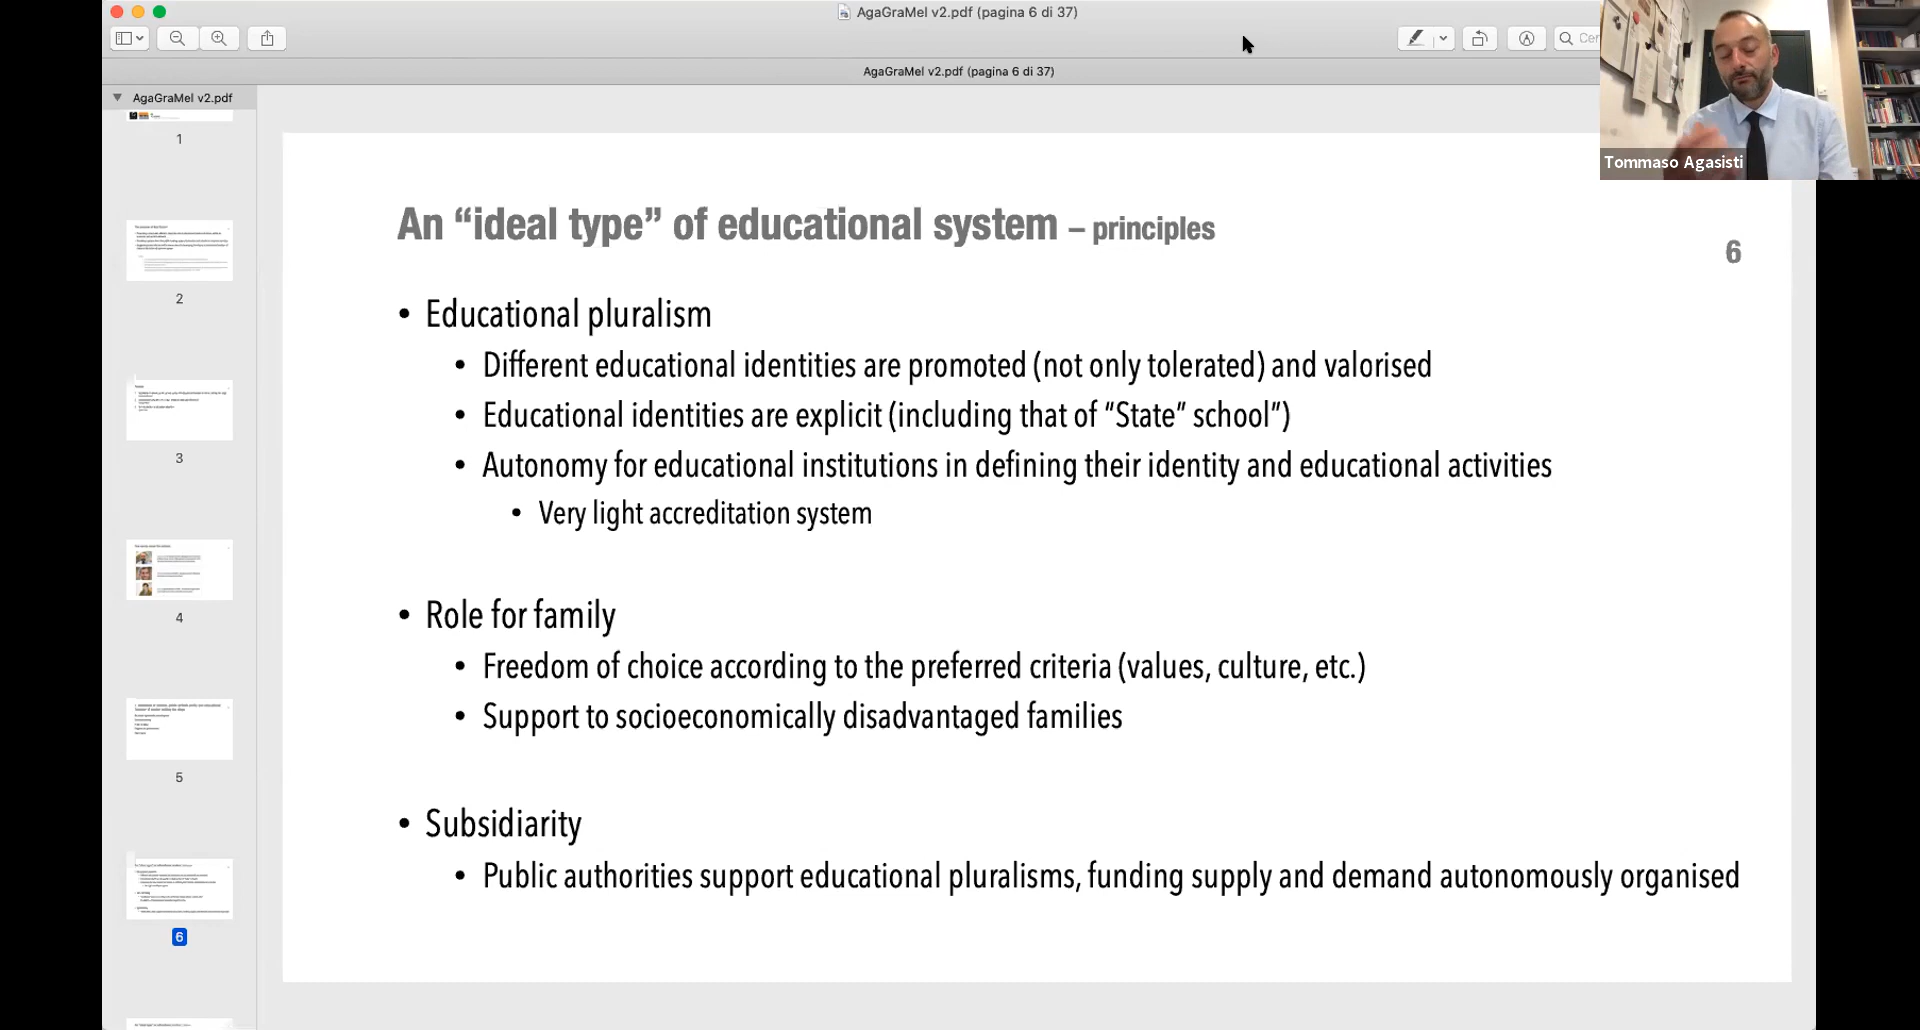 AgaGraMel v2.pdf (pagina 6 di 37)
Cer
AgaGraMel v2.pdf (pagina 6 di 37)
AgaGraMel v2.pdf
1
2
3
4
5
6
Tommaso Agasisti
An “ideal type” of educational system – principles
6
• Educational pluralism
• Different educational identities are promoted (not only tolerated) and valorised
• Educational identities are explicit (including that of “State” school”)
• Autonomy for educational institutions in defining their identity and educational activities
• Very light accreditation system
• Role for family
• Freedom of choice according to the preferred criteria (values, culture, etc.)
• Support to socioeconomically disadvantaged families
• Subsidiarity
• Public authorities support educational pluralisms, funding supply and demand autonomously organised